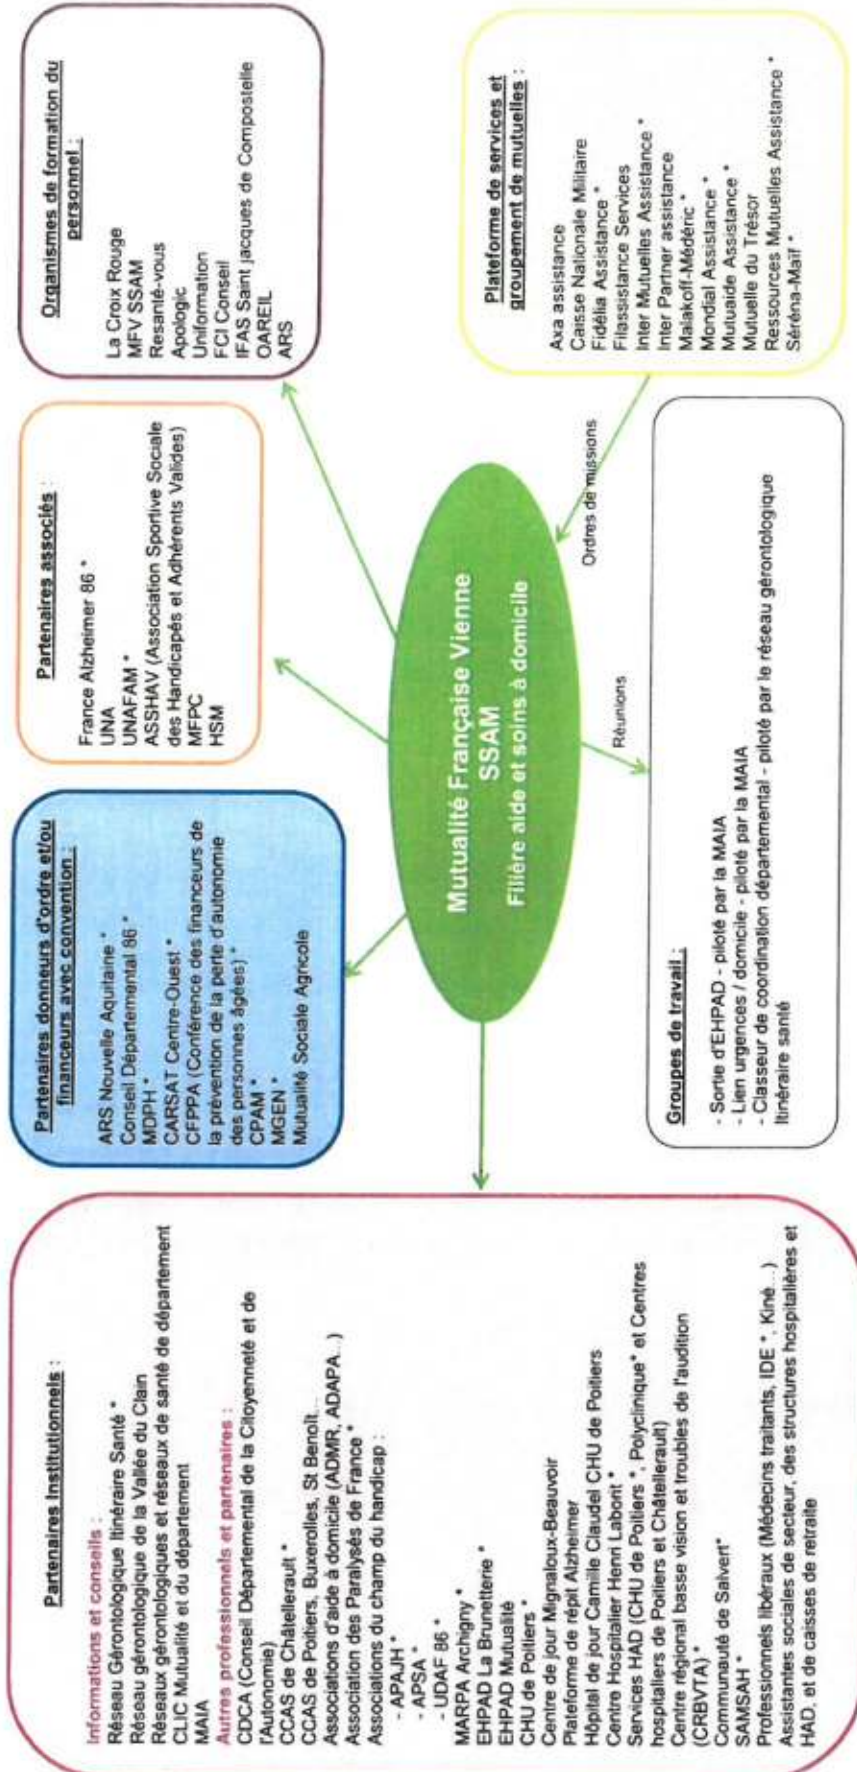 Partenaires Institutionnels :
Informations et conseils :
Réseau Gérontologique Itinéraire Santé *
Réseau gérontologique de la Vallée du Clain
Réseaux gérontologiques et réseaux de santé de département
CLIC Mutualité et du département
MAIA
Autres professionnels et partenaires :
CDCA (Conseil Départemental de la Citoyenneté et de
l'Autonomie)
CCAS de Châtellerault *
CCAS de Poitiers, Buxerolles, St Benoît...
Associations d'aide à domicile (ADMR, ADAPA...)
Association des Paralysés de France *
Associations du champ du handicap :
- APAJH *
- APSA *
- UDAF 86 *
MARPA Archigny *
EHPAD La Brunetterie *
EHPAD Mutualité
CHU de Poitiers *
Centre de jour Mignaloux-Beauvoir
Plateforme de répit Alzheimer
Hôpital de jour Camille Claudel CHU de Poitiers
Centre Hospitalier Henri Laborit *
Services HAD (CHU de Poitiers *, Polyclinique* et Centres
hospitaliers de Poitiers et Châtellerault)
Centre régional basse vision et troubles de l'audition
(CRBVTA) *
Communauté de Salvert*
SAMSAH *
Professionnels libéraux (Médecins traitants, IDE *, Kiné...)
Assistantes sociales de secteur, des structures hospitalières et
HAD, et de caisses de retraite
Partenaires donneurs d'ordre et/ou
financeurs avec convention :
ARS Nouvelle Aquitaine *
Conseil Départemental 86 *
MDPH *
CARSAT Centre-Ouest *
CFPPA (Conférence des financeurs de
la prévention de la perte d'autonomie
des personnes âgées) *
CPAM *
MGEN *
Mutualité Sociale Agricole
Partenaires associés :
France Alzheimer 86 *
UNA
UNAFAM *
ASSHAV (Association Sportive Sociale
des Handicapés et Adhérents Valides)
MFPC
HSM
Organismes de formation du
personnel :
La Croix Rouge
MFV SSAM
Resanté-vous
Apologic
Uniformation
FCI Conseil
IFAS Saint jacques de Compostelle
OAREIL
ARS
Mutualité Française Vienne
SSAM
Filière aide et soins à domicile
Réunions
Ordres de missions
Groupes de travail :
- Sortie d'EHPAD - piloté par la MAIA
- Lien urgences / domicile - piloté par la MAIA
- Classeur de coordination départemental - piloté par le réseau gérontologique
Itinéraire santé
Plateforme de services et
groupement de mutuelles :
Axa assistance
Caisse Nationale Militaire
Fidélia Assistance *
Filassistance Services
Inter Mutuelles Assistance *
Inter Partner assistance
Malakoff-Médéric *
Mondial Assistance *
Mutuaide Assistance *
Mutuelle du Trésor
Ressources Mutuelles Assistance *
Séréna-Maïf *